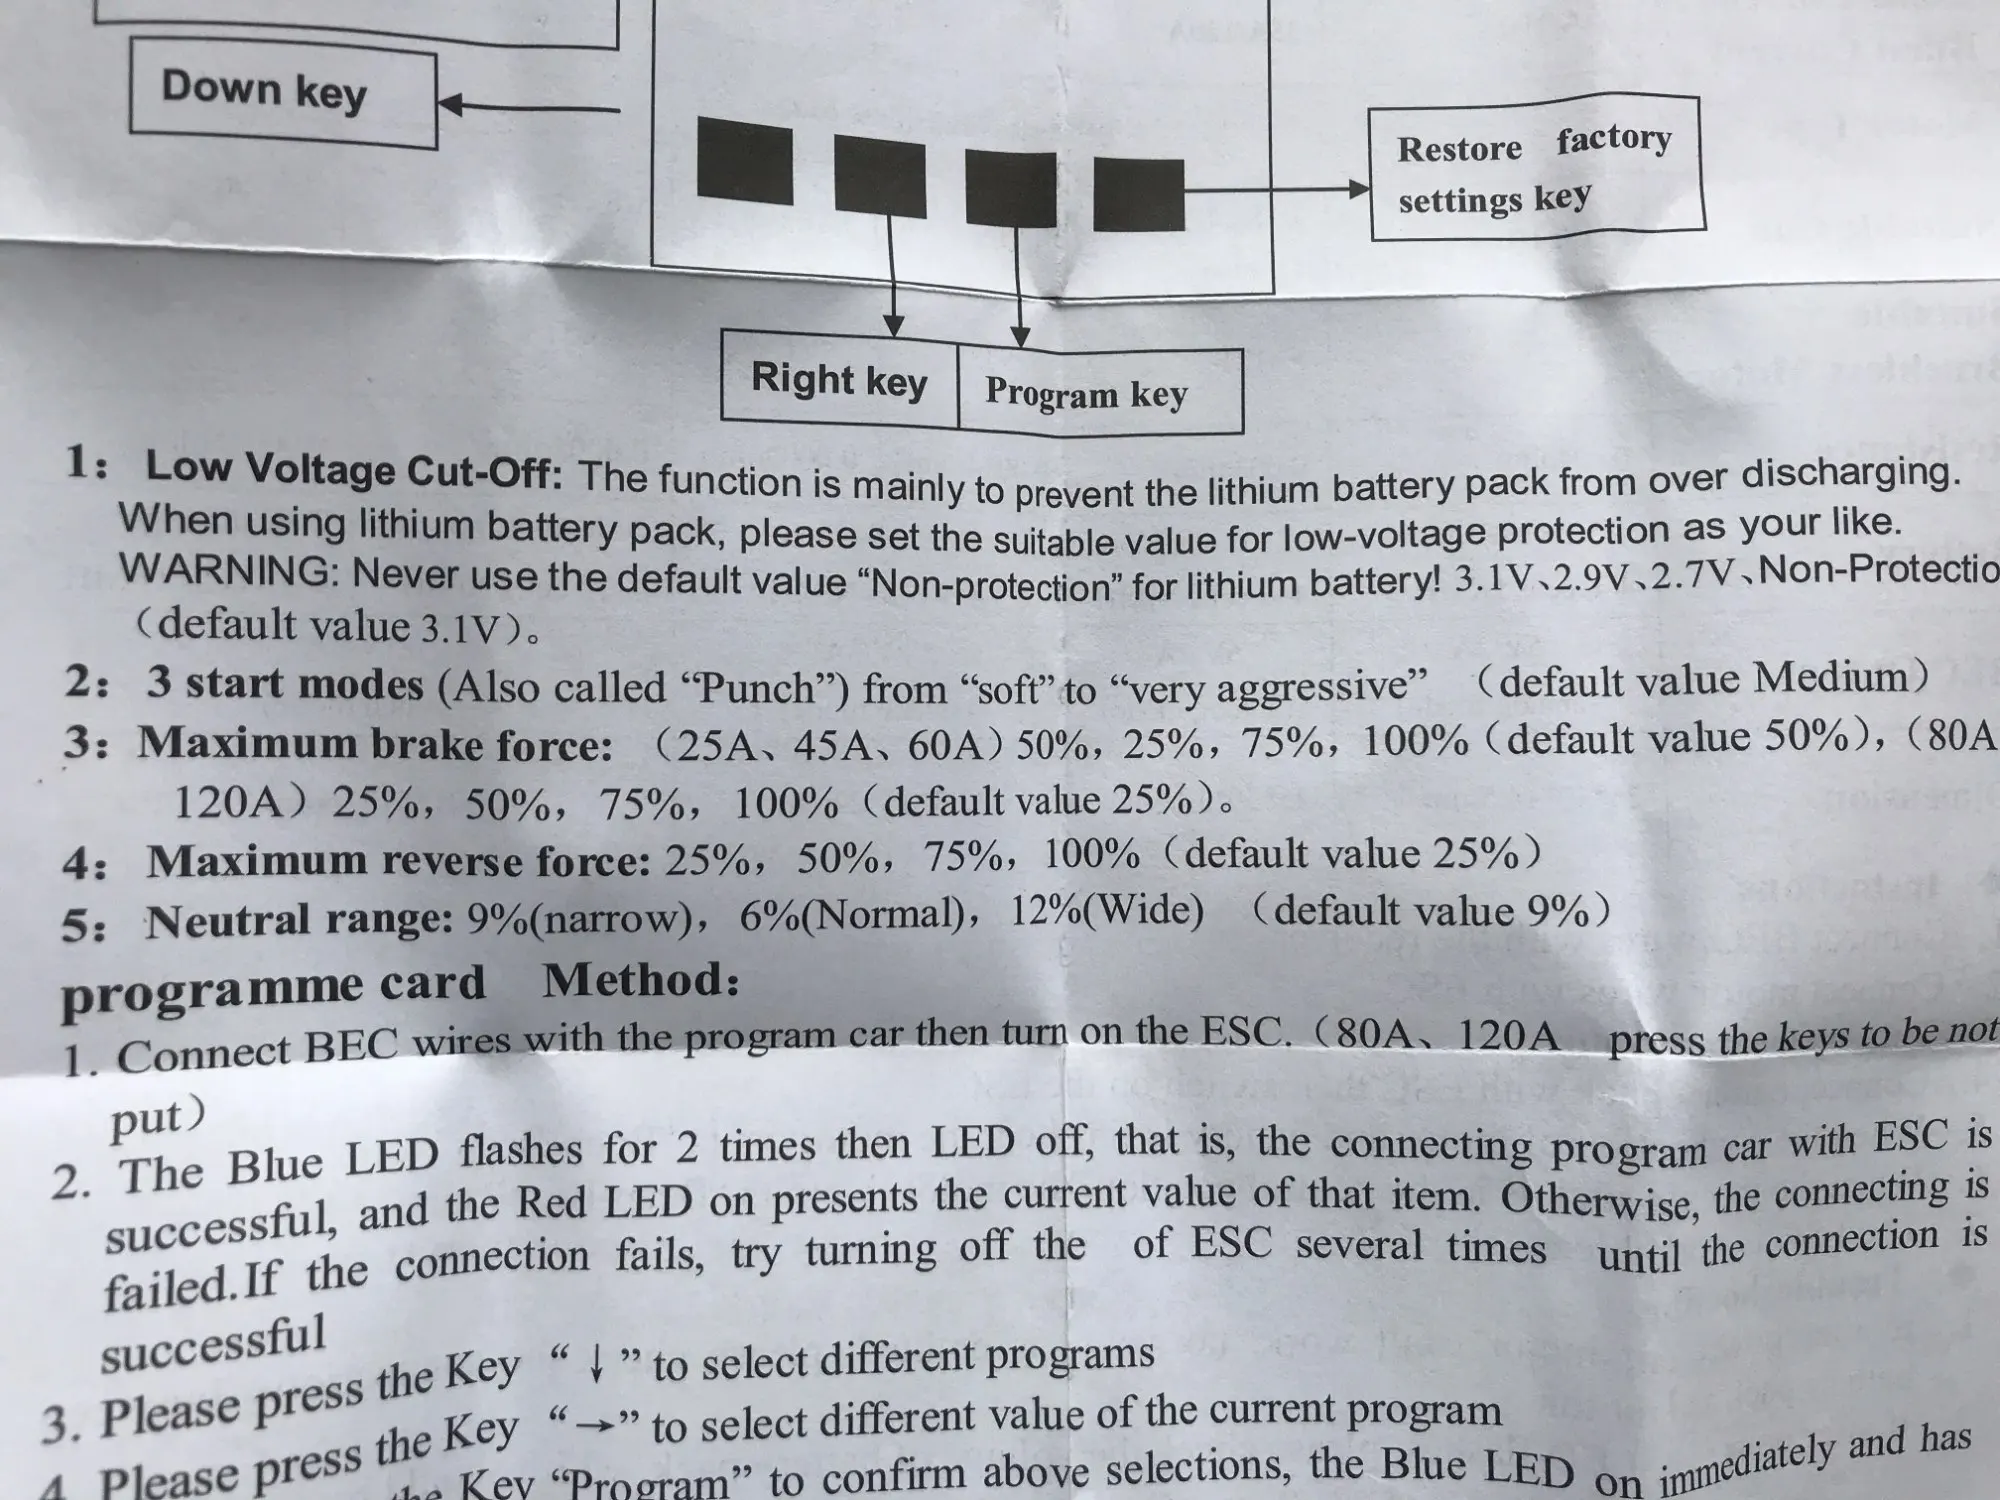 Down key
Restore factory
settings key
Right key
Program key
1： Low Voltage Cut-Off: The function is mainly to prevent the lithium battery pack from over discharging.
When using lithium battery pack, please set the suitable value for low-voltage protection as your like.
WARNING: Never use the default value “Non-protection” for lithium battery! 3.1V、2.9V、2.7V、Non-Protectio
（default value 3.1V）。
2： 3 start modes (Also called “Punch”) from “soft” to “very aggressive” （default value Medium）
3： Maximum brake force: （25A、45A、60A）50%，25%，75%，100%（default value 50%），（80A
120A）25%，50%，75%，100%（default value 25%）。
4： Maximum reverse force: 25%，50%，75%，100%（default value 25%）
5： Neutral range: 9%(narrow)，6%(Normal)，12%(Wide) （default value 9%）
programme card Method：
1. Connect BEC wires with the program car then turn on the ESC.（80A、120A press the keys to be not
put）
2. The Blue LED flashes for 2 times then LED off, that is, the connecting program car with ESC is
successful, and the Red LED on presents the current value of that item. Otherwise, the connecting is
failed.If the connection fails, try turning off the of ESC several times until the connection is
successful
3. Please press the Key “↓” to select different programs
4. Please press the Key “→” to select different value of the current program
the Key “Program” to confirm above selections, the Blue LED on immediately and has